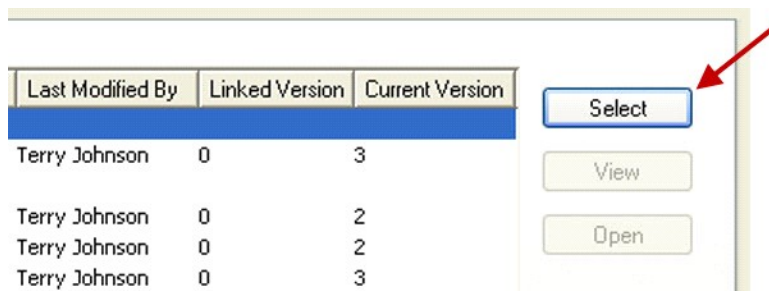 Last Modified By Linked Version Current Version
Select
Terry Johnson 0 3
View
Terry Johnson 0 2
Open
Terry Johnson 0 2
Terry Johnson 0 3